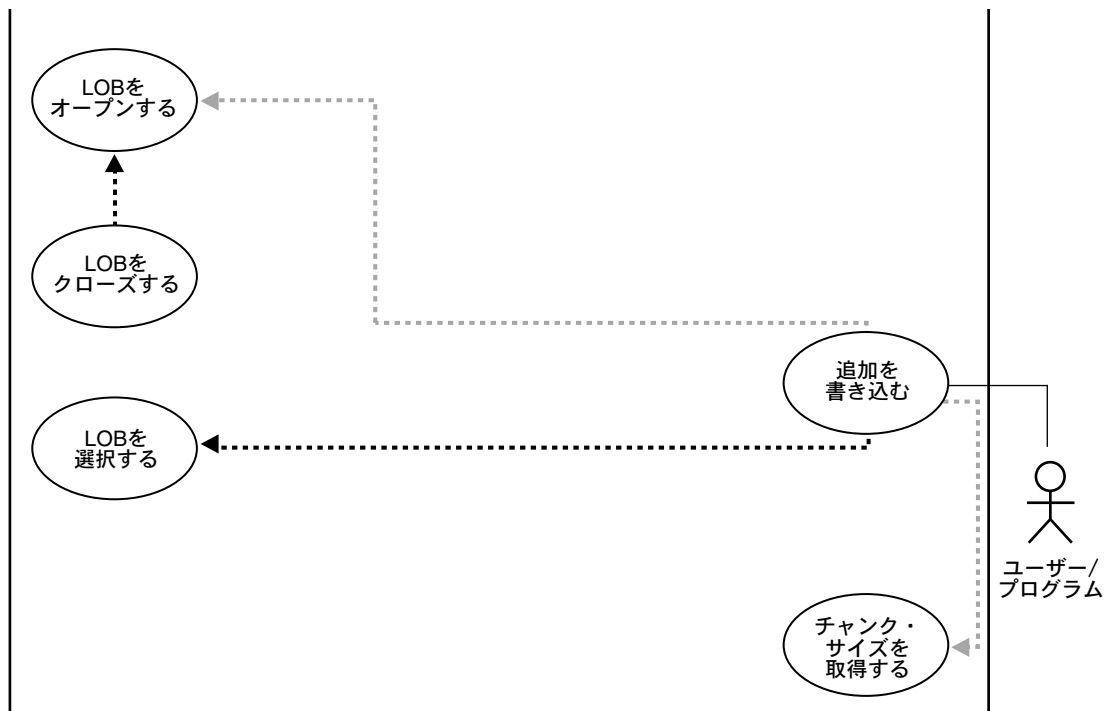 LOBを
オープンする
LOBを
クローズする
追加を
書き込む
LOBを
選択する
ユーザー/
プログラム
チャンク・
サイズを
取得する